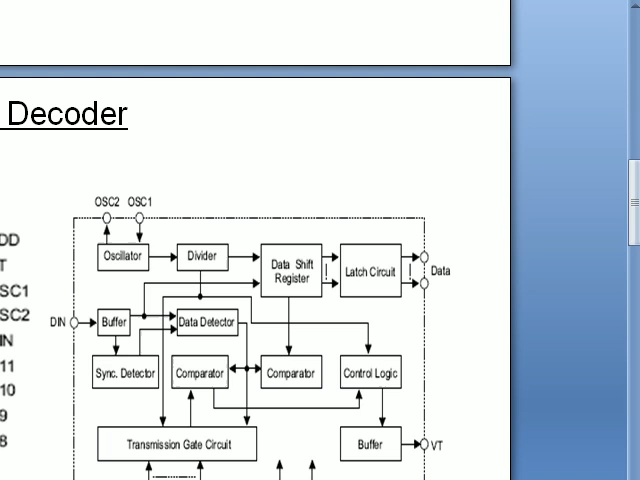 Decoder
OSC2 OSC1
DD
T
SC1
SC2
IN
11
10
9
8
Oscillator
Divider
Data Shift
Register
Latch Circuit
Data
DIN
Buffer
Data Detector
Sync. Detector
Comparator
Comparator
Control Logic
Transmission Gate Circuit
Buffer
VT